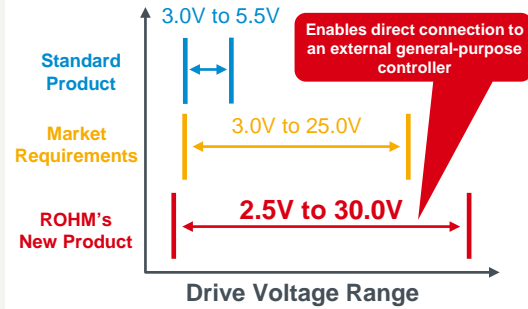 3.0V to 5.5V
Enables direct connection to
an external general-purpose
controller
Standard
Product
3.0V to 25.0V
Market
Requirements
2.5V to 30.0V
ROHM's
New Product
Drive Voltage Range